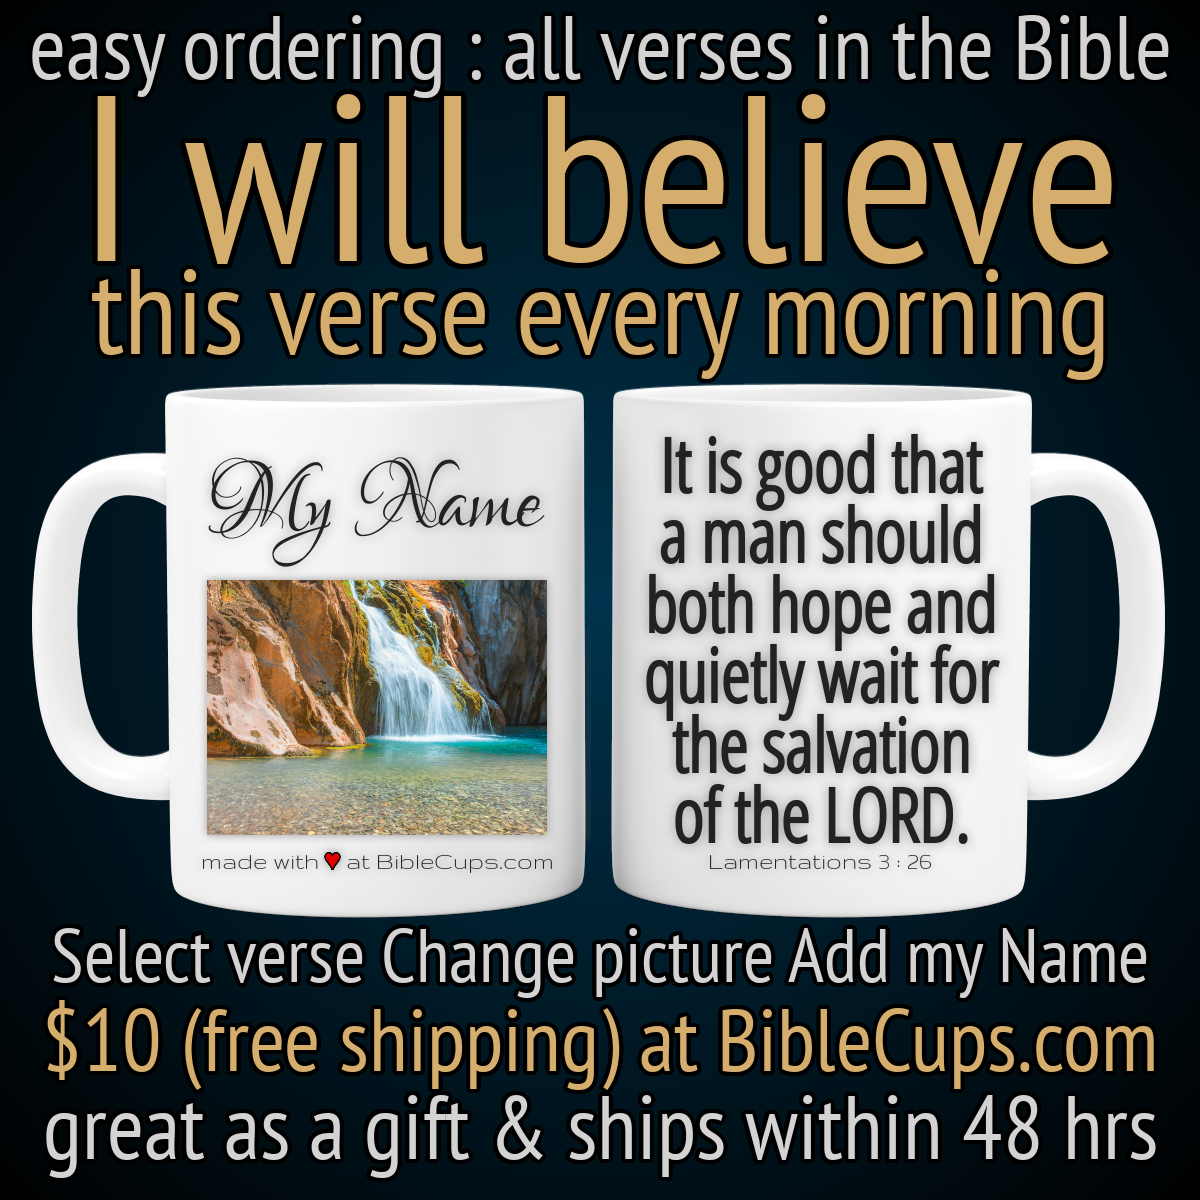 easy ordering : all verses in the Bible
I will believe
this verse every morning
My Name
made with ♥ at BibleCups.com
It is good that
a man should
both hope and
quietly wait for
the salvation
of the LORD.
Lamentations 3 : 26
Select verse Change picture Add my Name
$10 (free shipping) at BibleCups.com
great as a gift & ships within 48 hrs